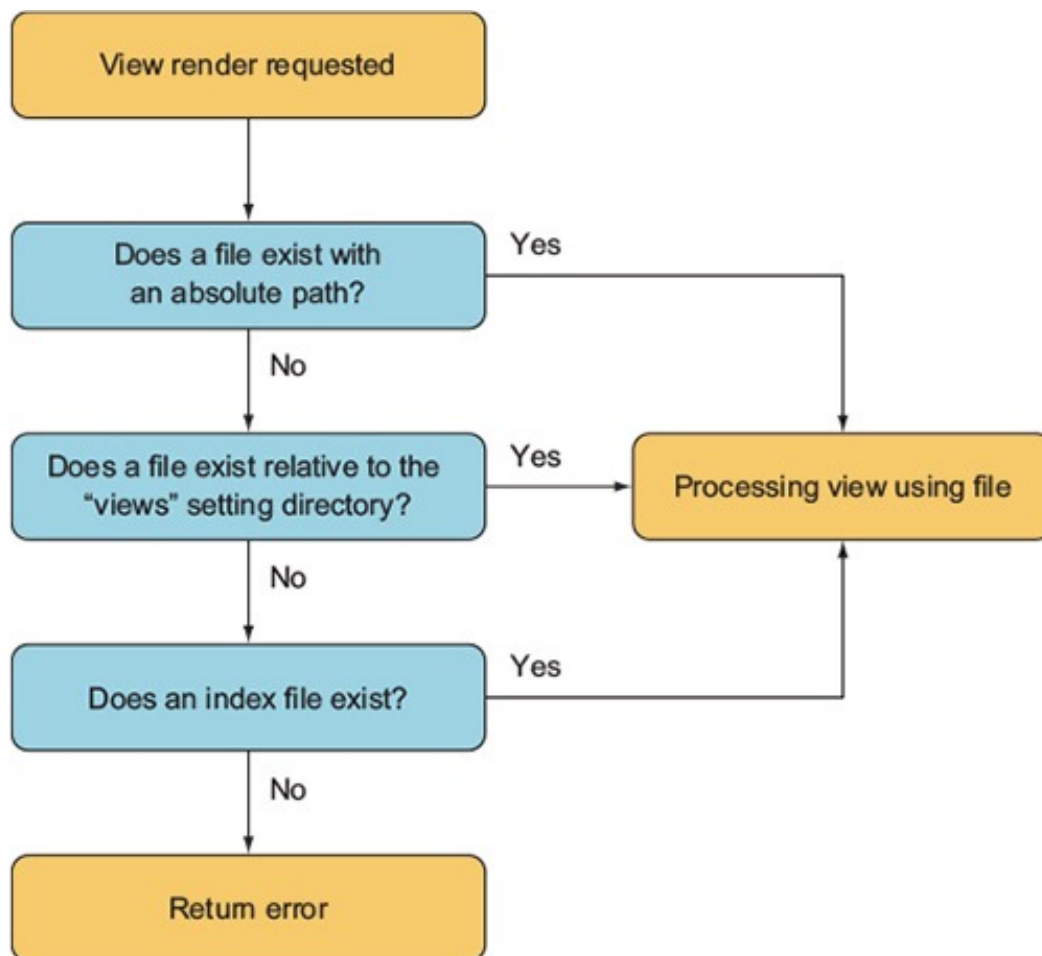 View render requested
Does a file exist with
an absolute path?
Yes
No
Does a file exist relative to the
“views” setting directory?
Yes
Processing view using file
No
Does an index file exist?
Yes
No
Return error